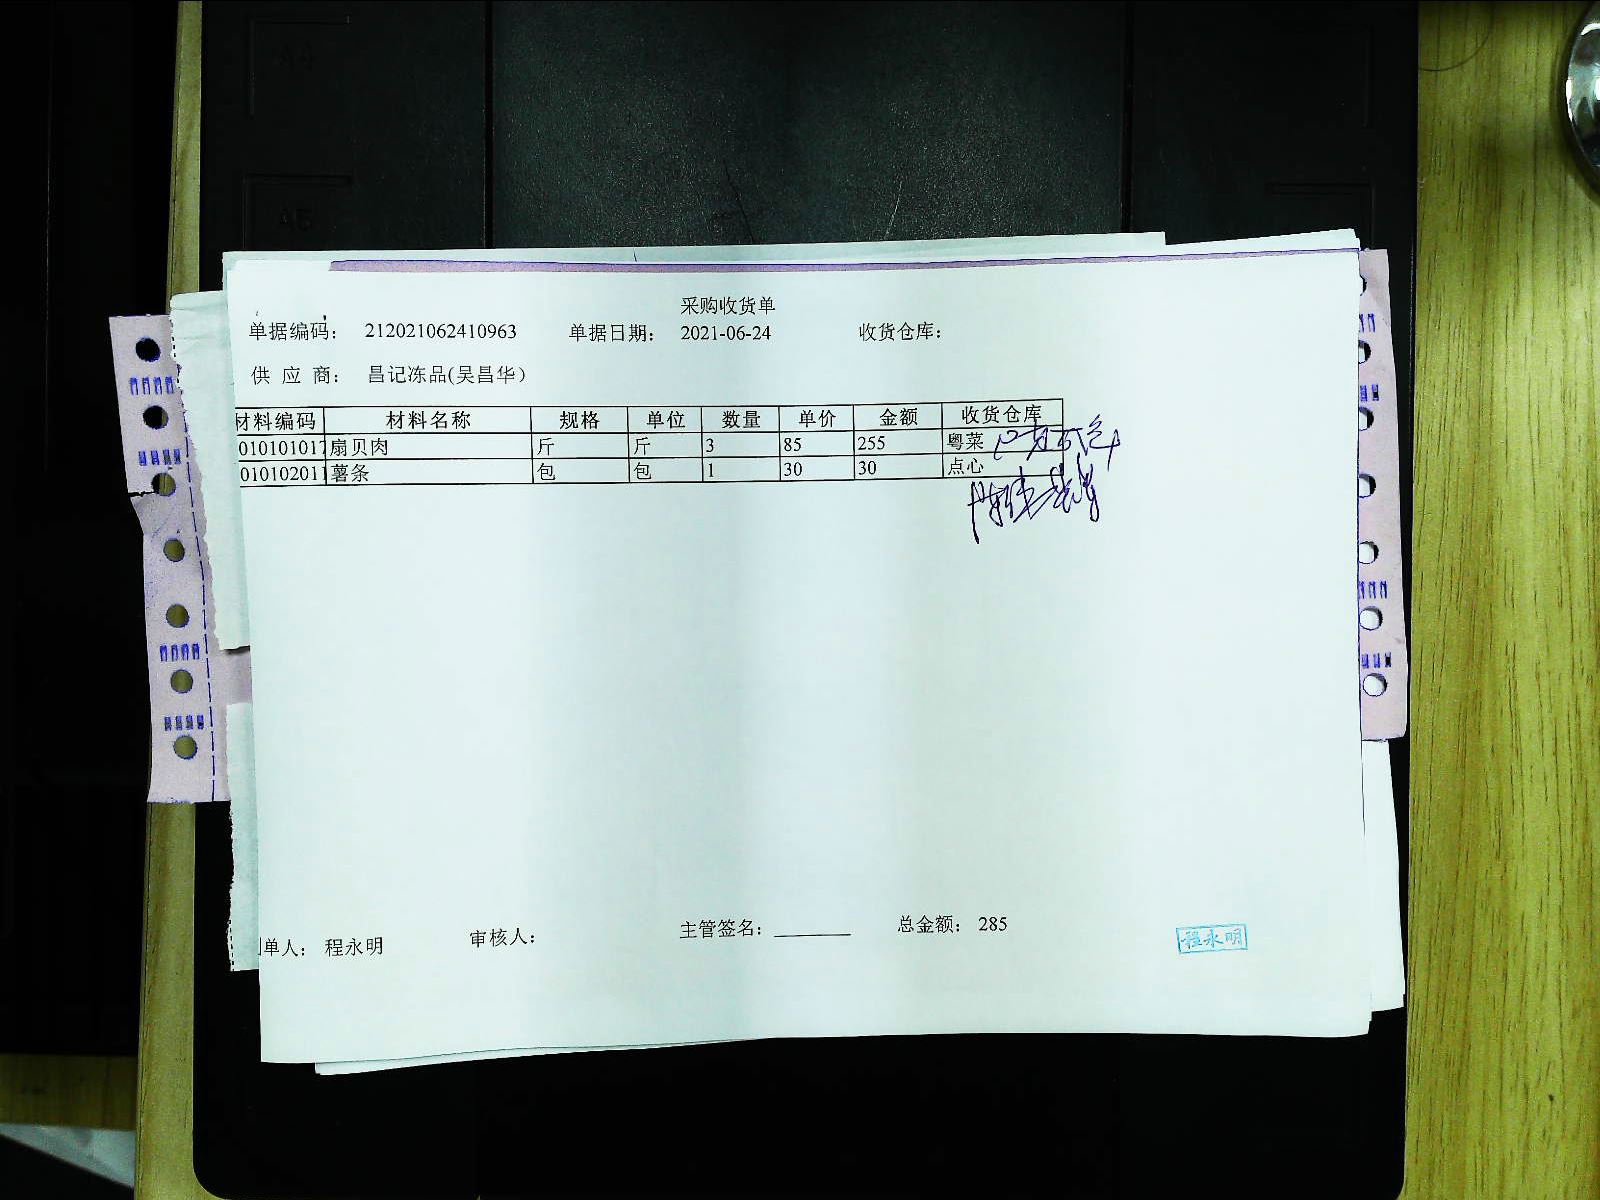 采购收货单
单据编码： 212021062410963 单据日期： 2021-06-24 收货仓库：
供 应 商： 昌记冻品(吴昌华)
材料编码 材料名称 规格 单位 数量 单价 金额 收货仓库
010101017 扇贝肉 斤 斤 3 85 255 粤菜
010102011 薯条 包 包 1 30 30 点心
单人： 程永明 审核人： 主管签名： 总金额： 285
程永明